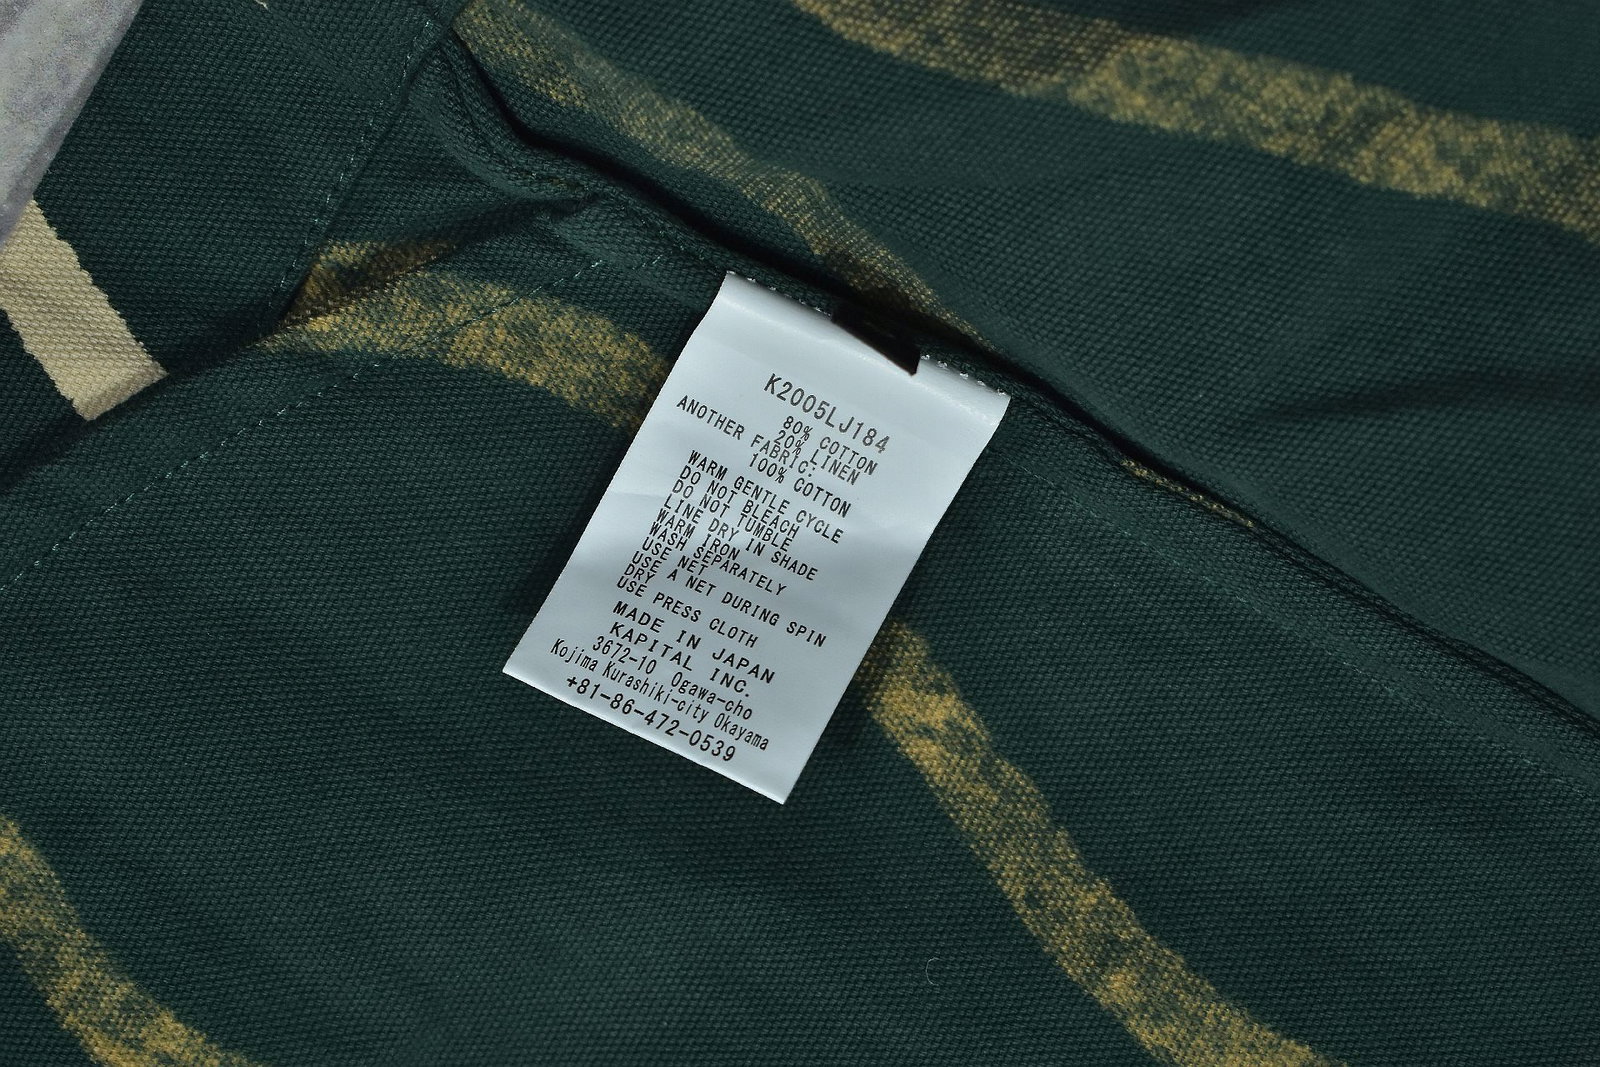 K2005LJ184
80% COTTON
20% LINEN
ANOTHER FABRIC:
100% COTTON
WARM GENTLE CYCLE
DO NOT BLEACH
DO NOT TUMBLE
LINE DRY IN SHADE
WARM IRON
WASH SEPARATELY
USE NET
USE A NET DURING SPIN
DRY
USE PRESS CLOTH
MADE IN JAPAN
KAPITAL INC.
3672-10 Ogawa-cho
Kojima Kurashiki-city Okayama
+81-86-472-0539